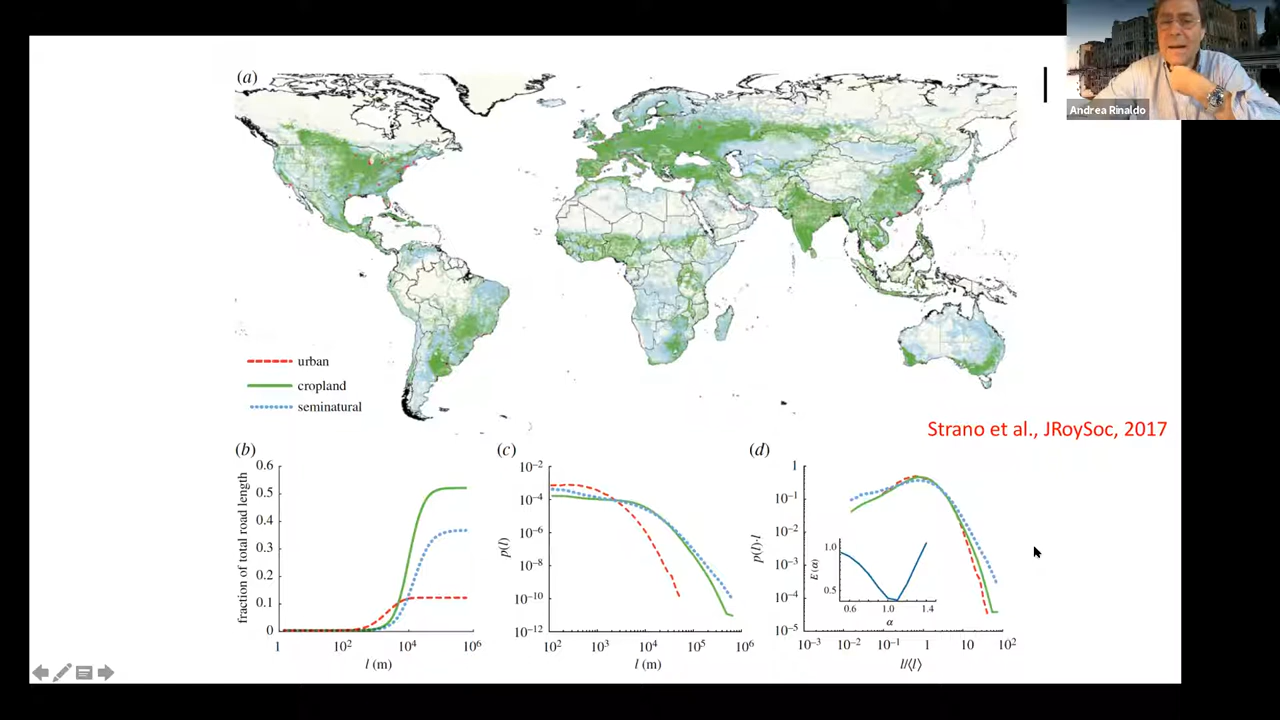 Andrea Rinaldo
(a)
urban
cropland
seminatural
Strano et al., JRoySoc, 2017
(b)
fraction of total road length
0.6
0.5
0.3
0.2
0.1
0
1
10²
10⁴
10⁶
l (m)
(c)
p(l)
10⁻²
10⁻⁴
10⁻⁶
10⁻⁸
10⁻¹⁰
10⁻¹²
10²
10³
10⁴
10⁵
10⁶
l (m)
(d)
p(l)·l
1
10⁻¹
10⁻²
10⁻³
10⁻⁴
10⁻⁵
10⁻³
10⁻²
10⁻¹
1
10
10²
l/⟨l⟩
E(α)
1.0
0.5
0.6
1.0
1.4
α